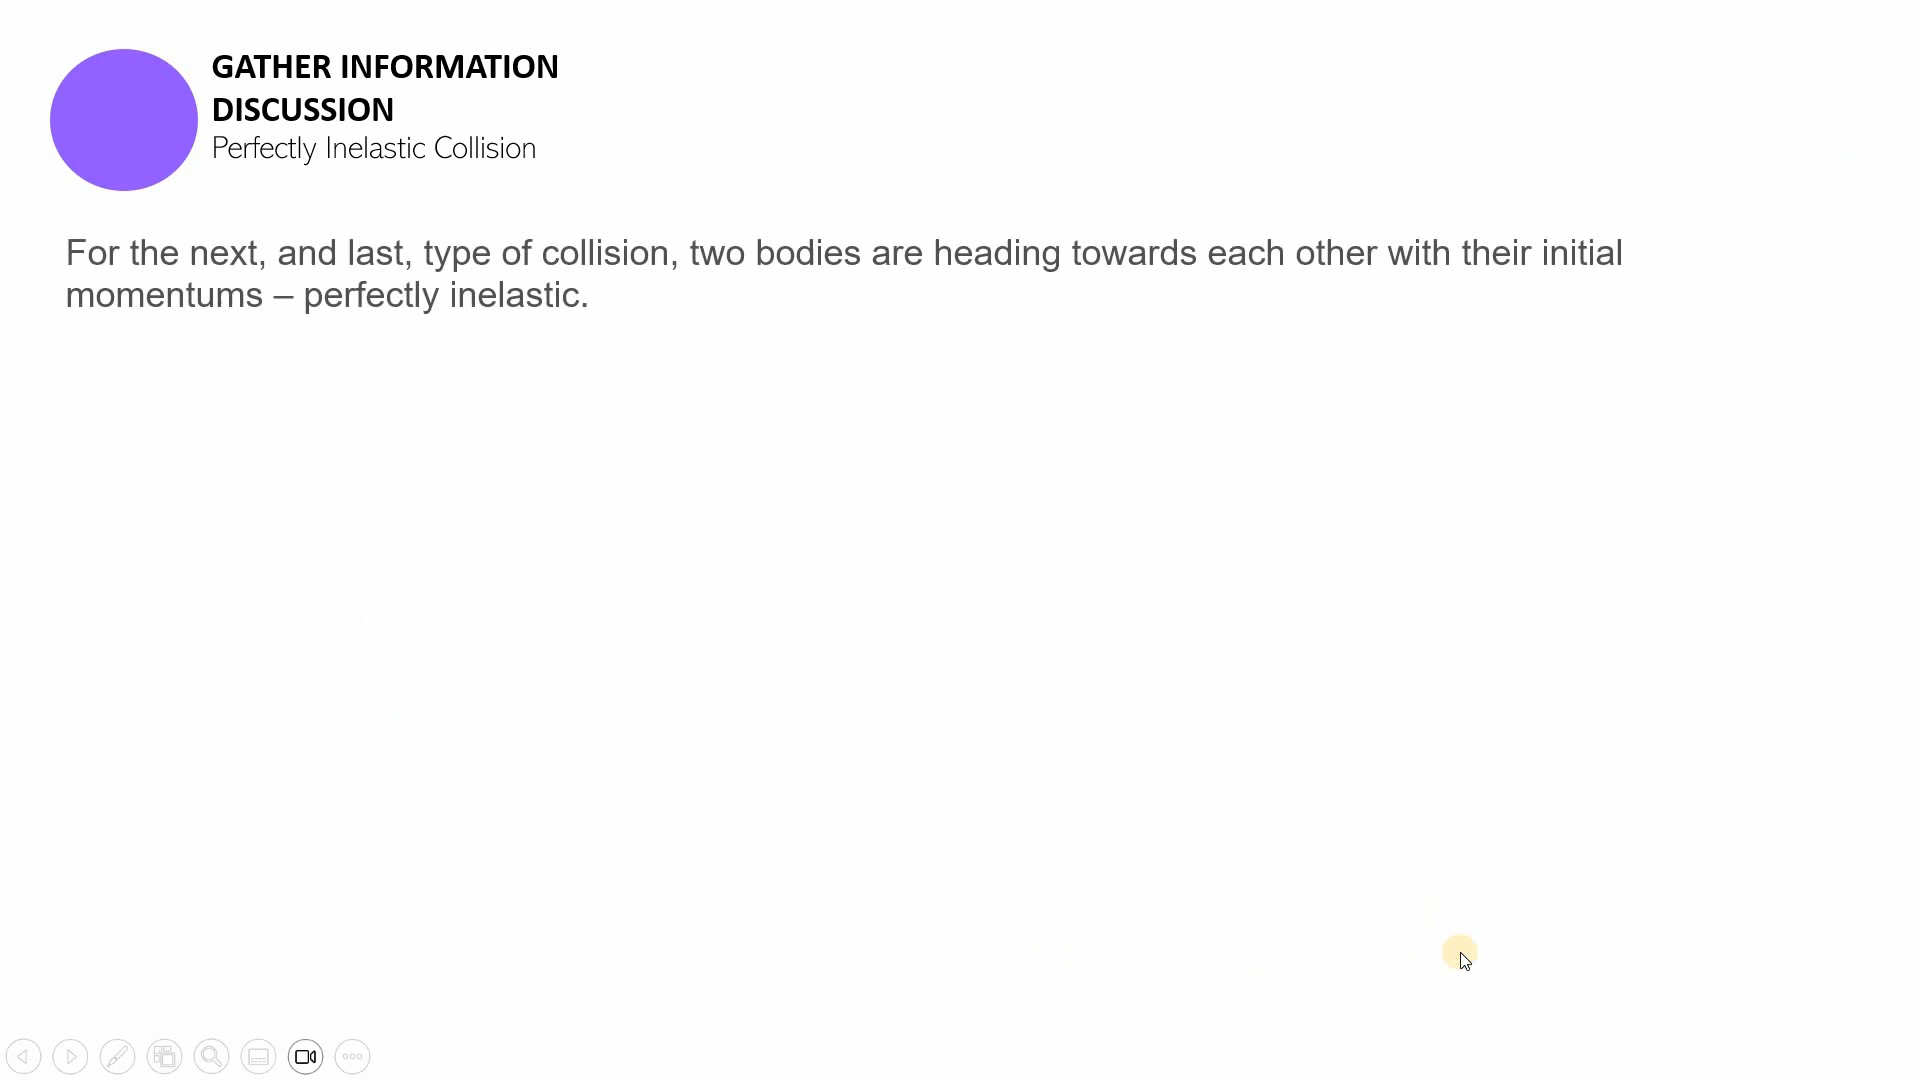 GATHER INFORMATION
DISCUSSION
Perfectly Inelastic Collision
For the next, and last, type of collision, two bodies are heading towards each other with their initial
momentums – perfectly inelastic.